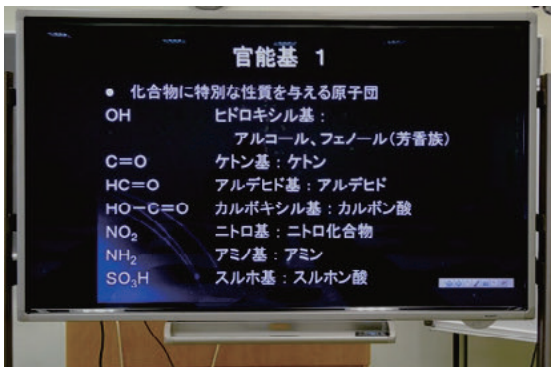 官能基 1
● 化合物に特別な性質を与える原子団
OH ヒドロキシル基：
アルコール、フェノール(芳香族)
C=O ケトン基：ケトン
HC=O アルデヒド基：アルデヒド
HO-C=O カルボキシル基：カルボン酸
NO₂ ニトロ基：ニトロ化合物
NH₂ アミノ基：アミン
SO₃H スルホ基：スルホン酸